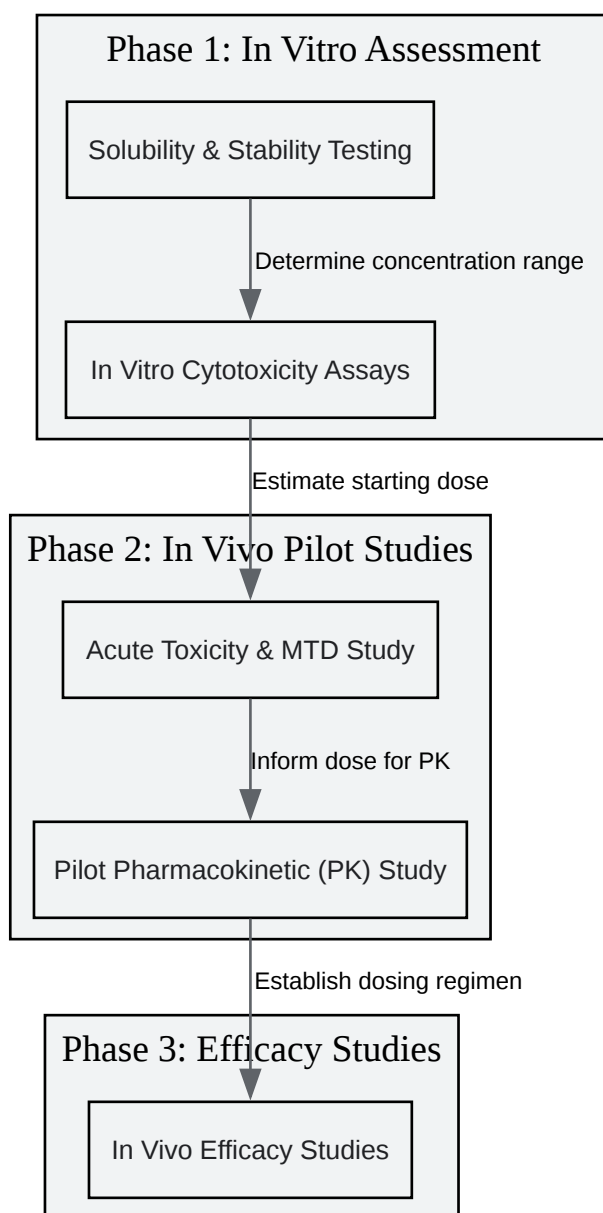 Phase 1: In Vitro Assessment
Solubility & Stability Testing
Determine concentration range
In Vitro Cytotoxicity Assays
Estimate starting dose
Phase 2: In Vivo Pilot Studies
Acute Toxicity & MTD Study
Inform dose for PK
Pilot Pharmacokinetic (PK) Study
Establish dosing regimen
Phase 3: Efficacy Studies
In Vivo Efficacy Studies